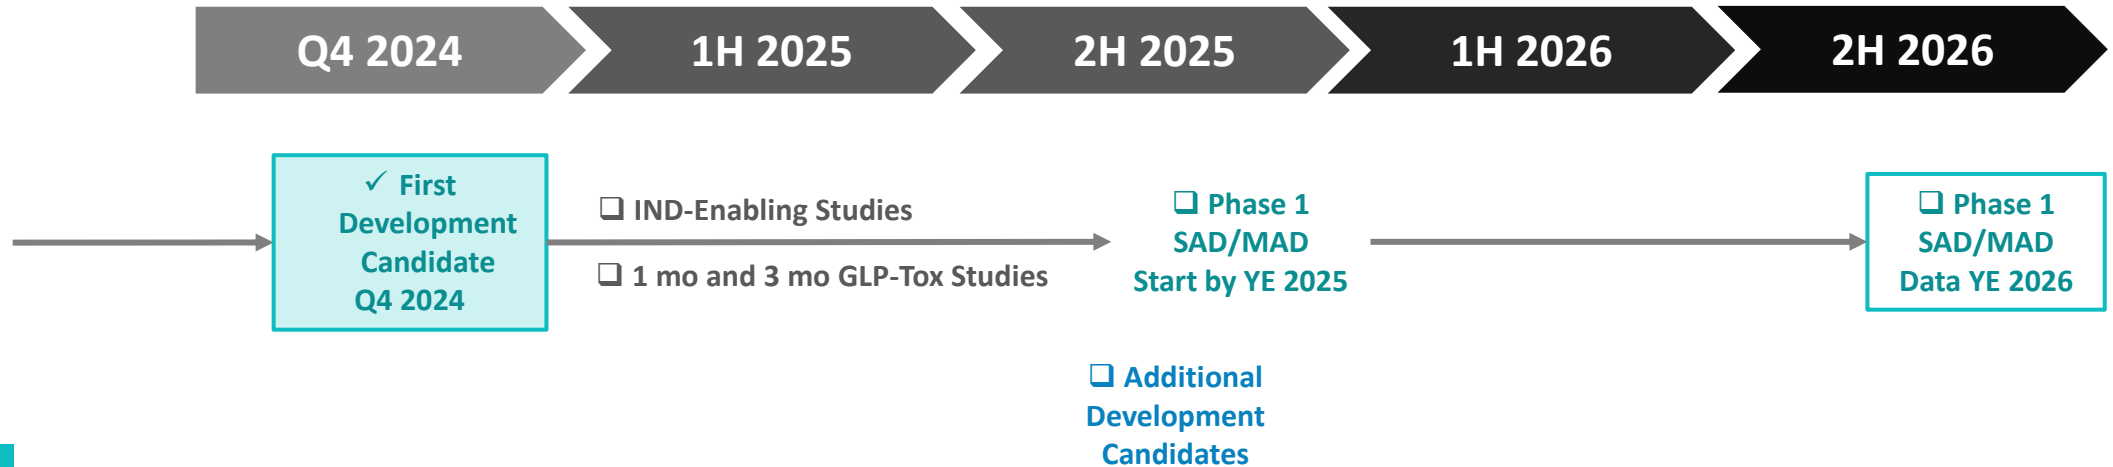 Q4 2024
1H 2025
2H 2025
1H 2026
2H 2026
✓ First
Development
Candidate
Q4 2024
❑ IND-Enabling Studies
❑ 1 mo and 3 mo GLP-Tox Studies
❑ Phase 1
SAD/MAD
Start by YE 2025
❑ Phase 1
SAD/MAD
Data YE 2026
❑ Additional
Development
Candidates